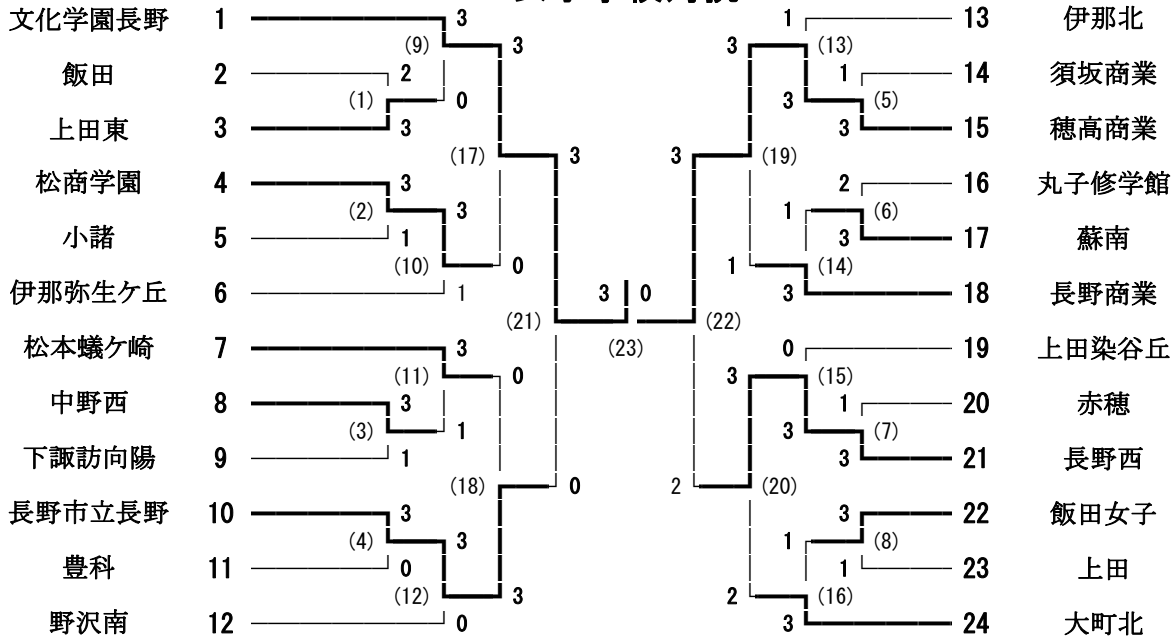 文化学園長野 1 3 1 13 伊那北
(9) 3 3 (13)
飯田 2 2 1 14 須坂商業
(1) 0 3 (5)
上田東 3 3 3 15 穂高商業
(17) 3 3 (19)
松商学園 4 3 2 16 丸子修学館
(2) 3 1 (6)
小諸 5 1 3 17 蘇南
(10) 0 1 (14)
伊那弥生ケ丘 6 1 3 0 3 18 長野商業
(21) (22)
松本蟻ケ崎 7 3 (23) 0 19 上田染谷丘
(11) 0 3 (15)
中野西 8 3 1 20 赤穂
(3) 1 3 (7)
下諏訪向陽 9 1 3 21 長野西
(18) 0 2 (20)
長野市立長野 10 3 3 22 飯田女子
(4) 3 1 (8)
豊科 11 0 1 23 上田
(12) 3 2 (16)
野沢南 12 0 3 24 大町北